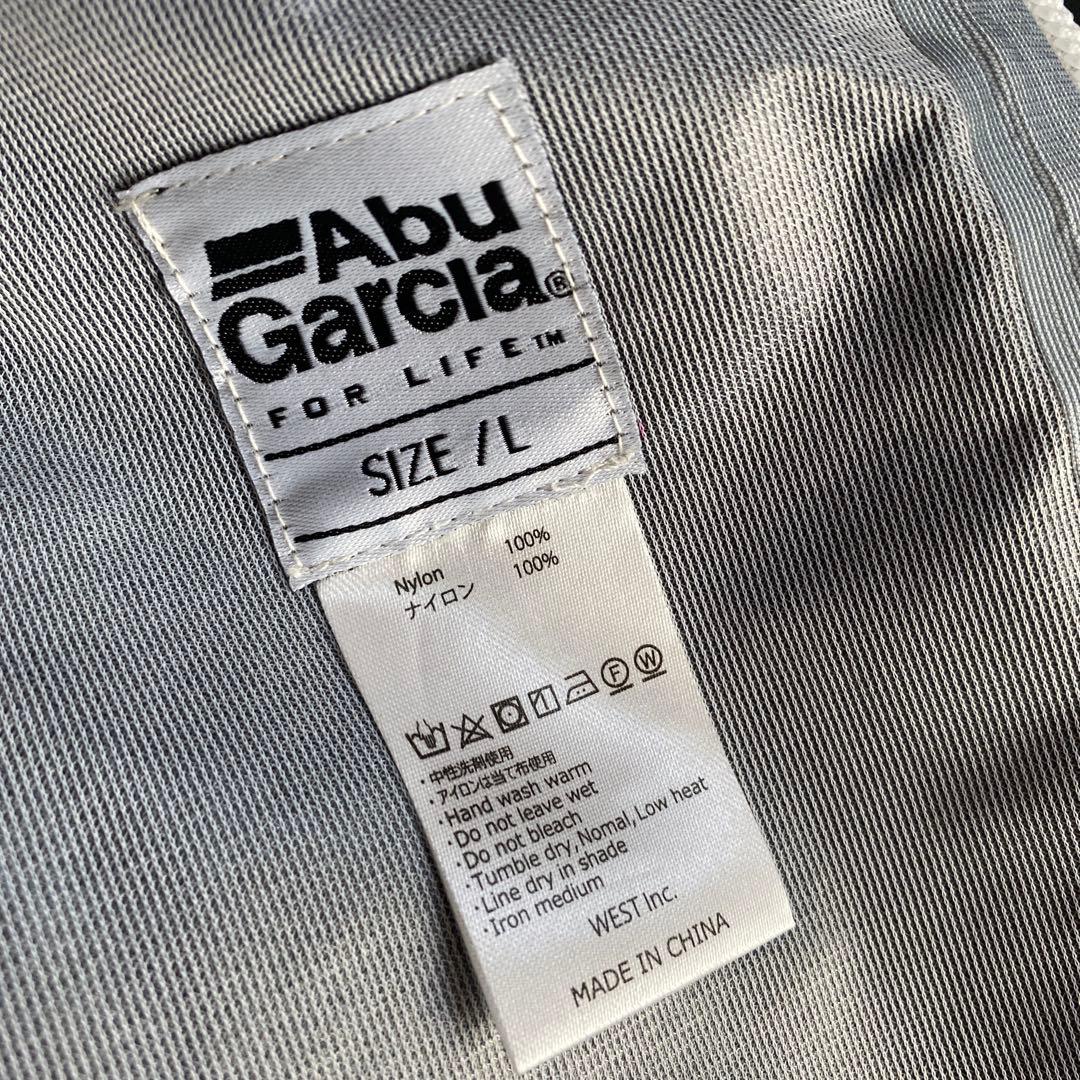 Abu
Garcia®
FOR LIFE™
SIZE / L
Nylon 100%
ナイロン 100%
F W
・中性洗剤使用
・アイロンは当て布使用
・Hand wash warm
・Do not leave wet
・Do not bleach
・Tumble dry,Nomal,Low heat
・Line dry in shade
・Iron medium
WEST Inc.
MADE IN CHINA